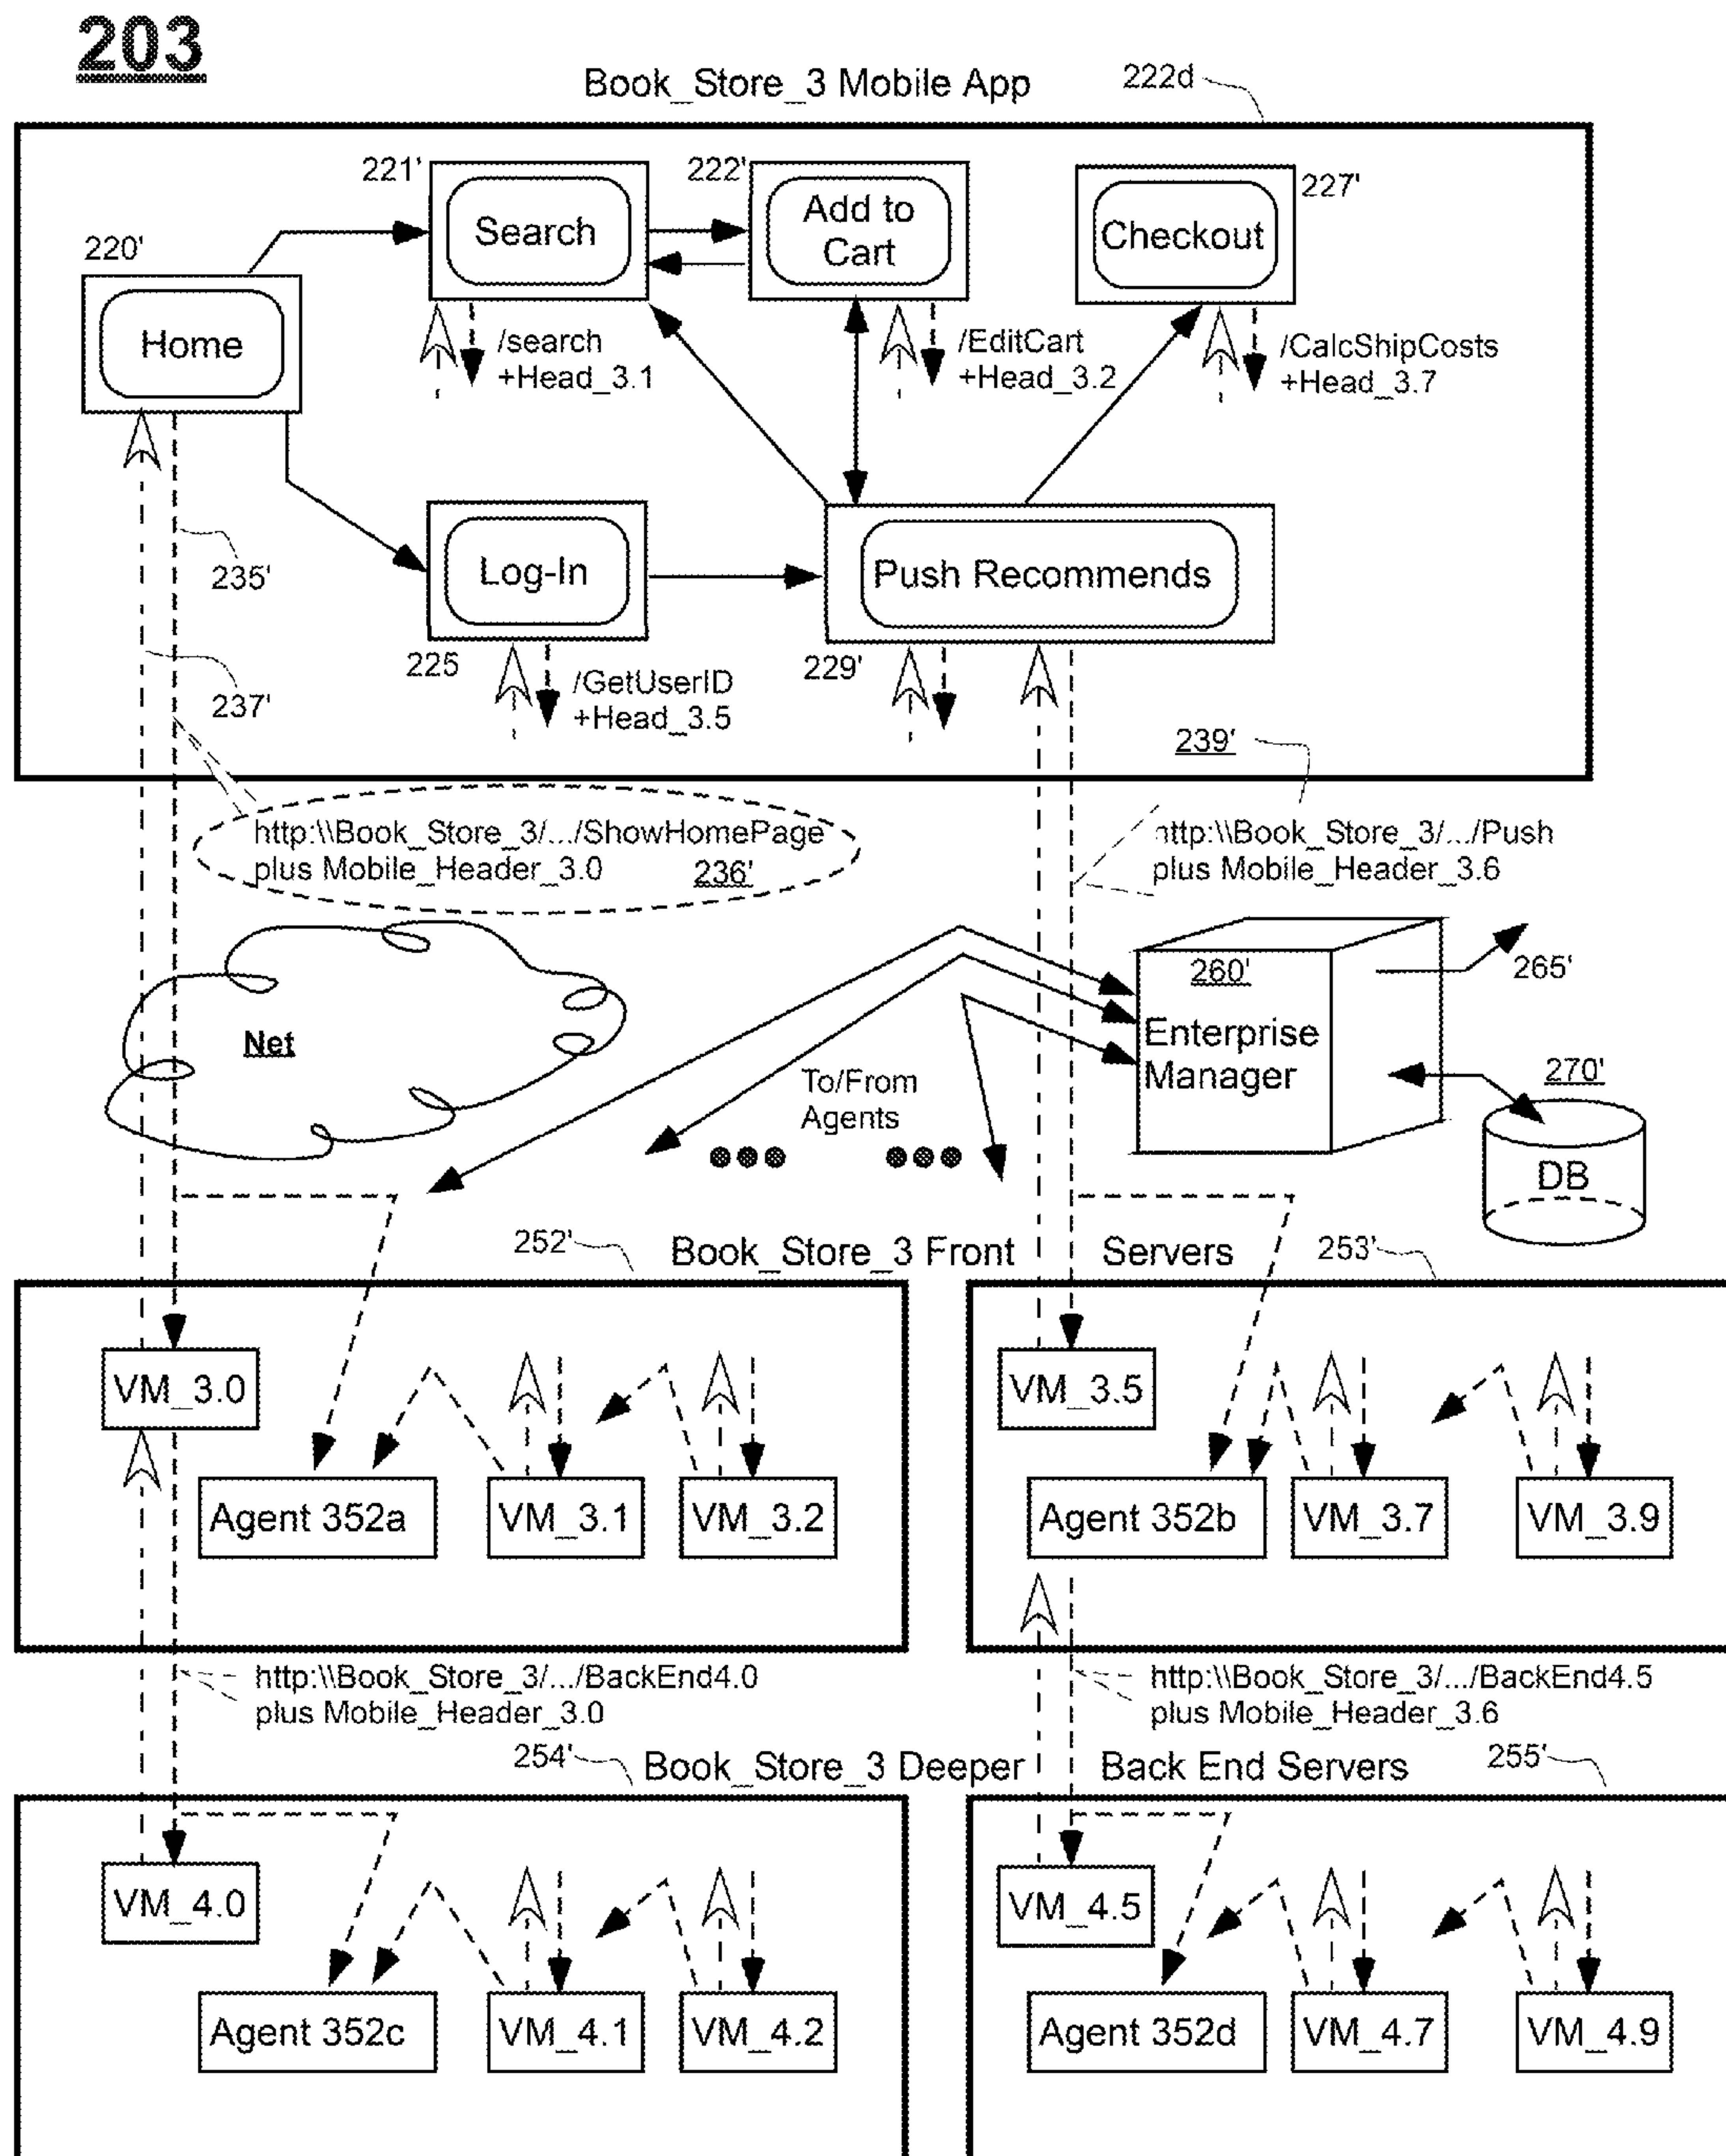 203
Book_Store_3 Mobile App
222d
221'
222'
227'
Search
Add to
Cart
Checkout
220'
Home
/search
+Head_3.1
/EditCart
+Head_3.2
/CalcShipCosts
+Head_3.7
235'
Log-In
Push Recommends
225
229'
237'
/GetUserID
+Head_3.5
239'
http:\\Book_Store_3/.../ShowHomePage
plus Mobile_Header_3.0
236'
http:\\Book_Store_3/.../Push
plus Mobile_Header_3.6
260'
265'
Net
Enterprise
Manager
To/From
Agents
270'
DB
252'
Book_Store_3 Front
Servers
253'
VM_3.0
VM_3.5
Agent 352a
VM_3.1
VM_3.2
Agent 352b
VM_3.7
VM_3.9
http:\\Book_Store_3/.../BackEnd4.0
plus Mobile_Header_3.0
http:\\Book_Store_3/.../BackEnd4.5
plus Mobile_Header_3.6
254'
Book_Store_3 Deeper
Back End Servers
255'
VM_4.0
VM_4.5
Agent 352c
VM_4.1
VM_4.2
Agent 352d
VM_4.7
VM_4.9